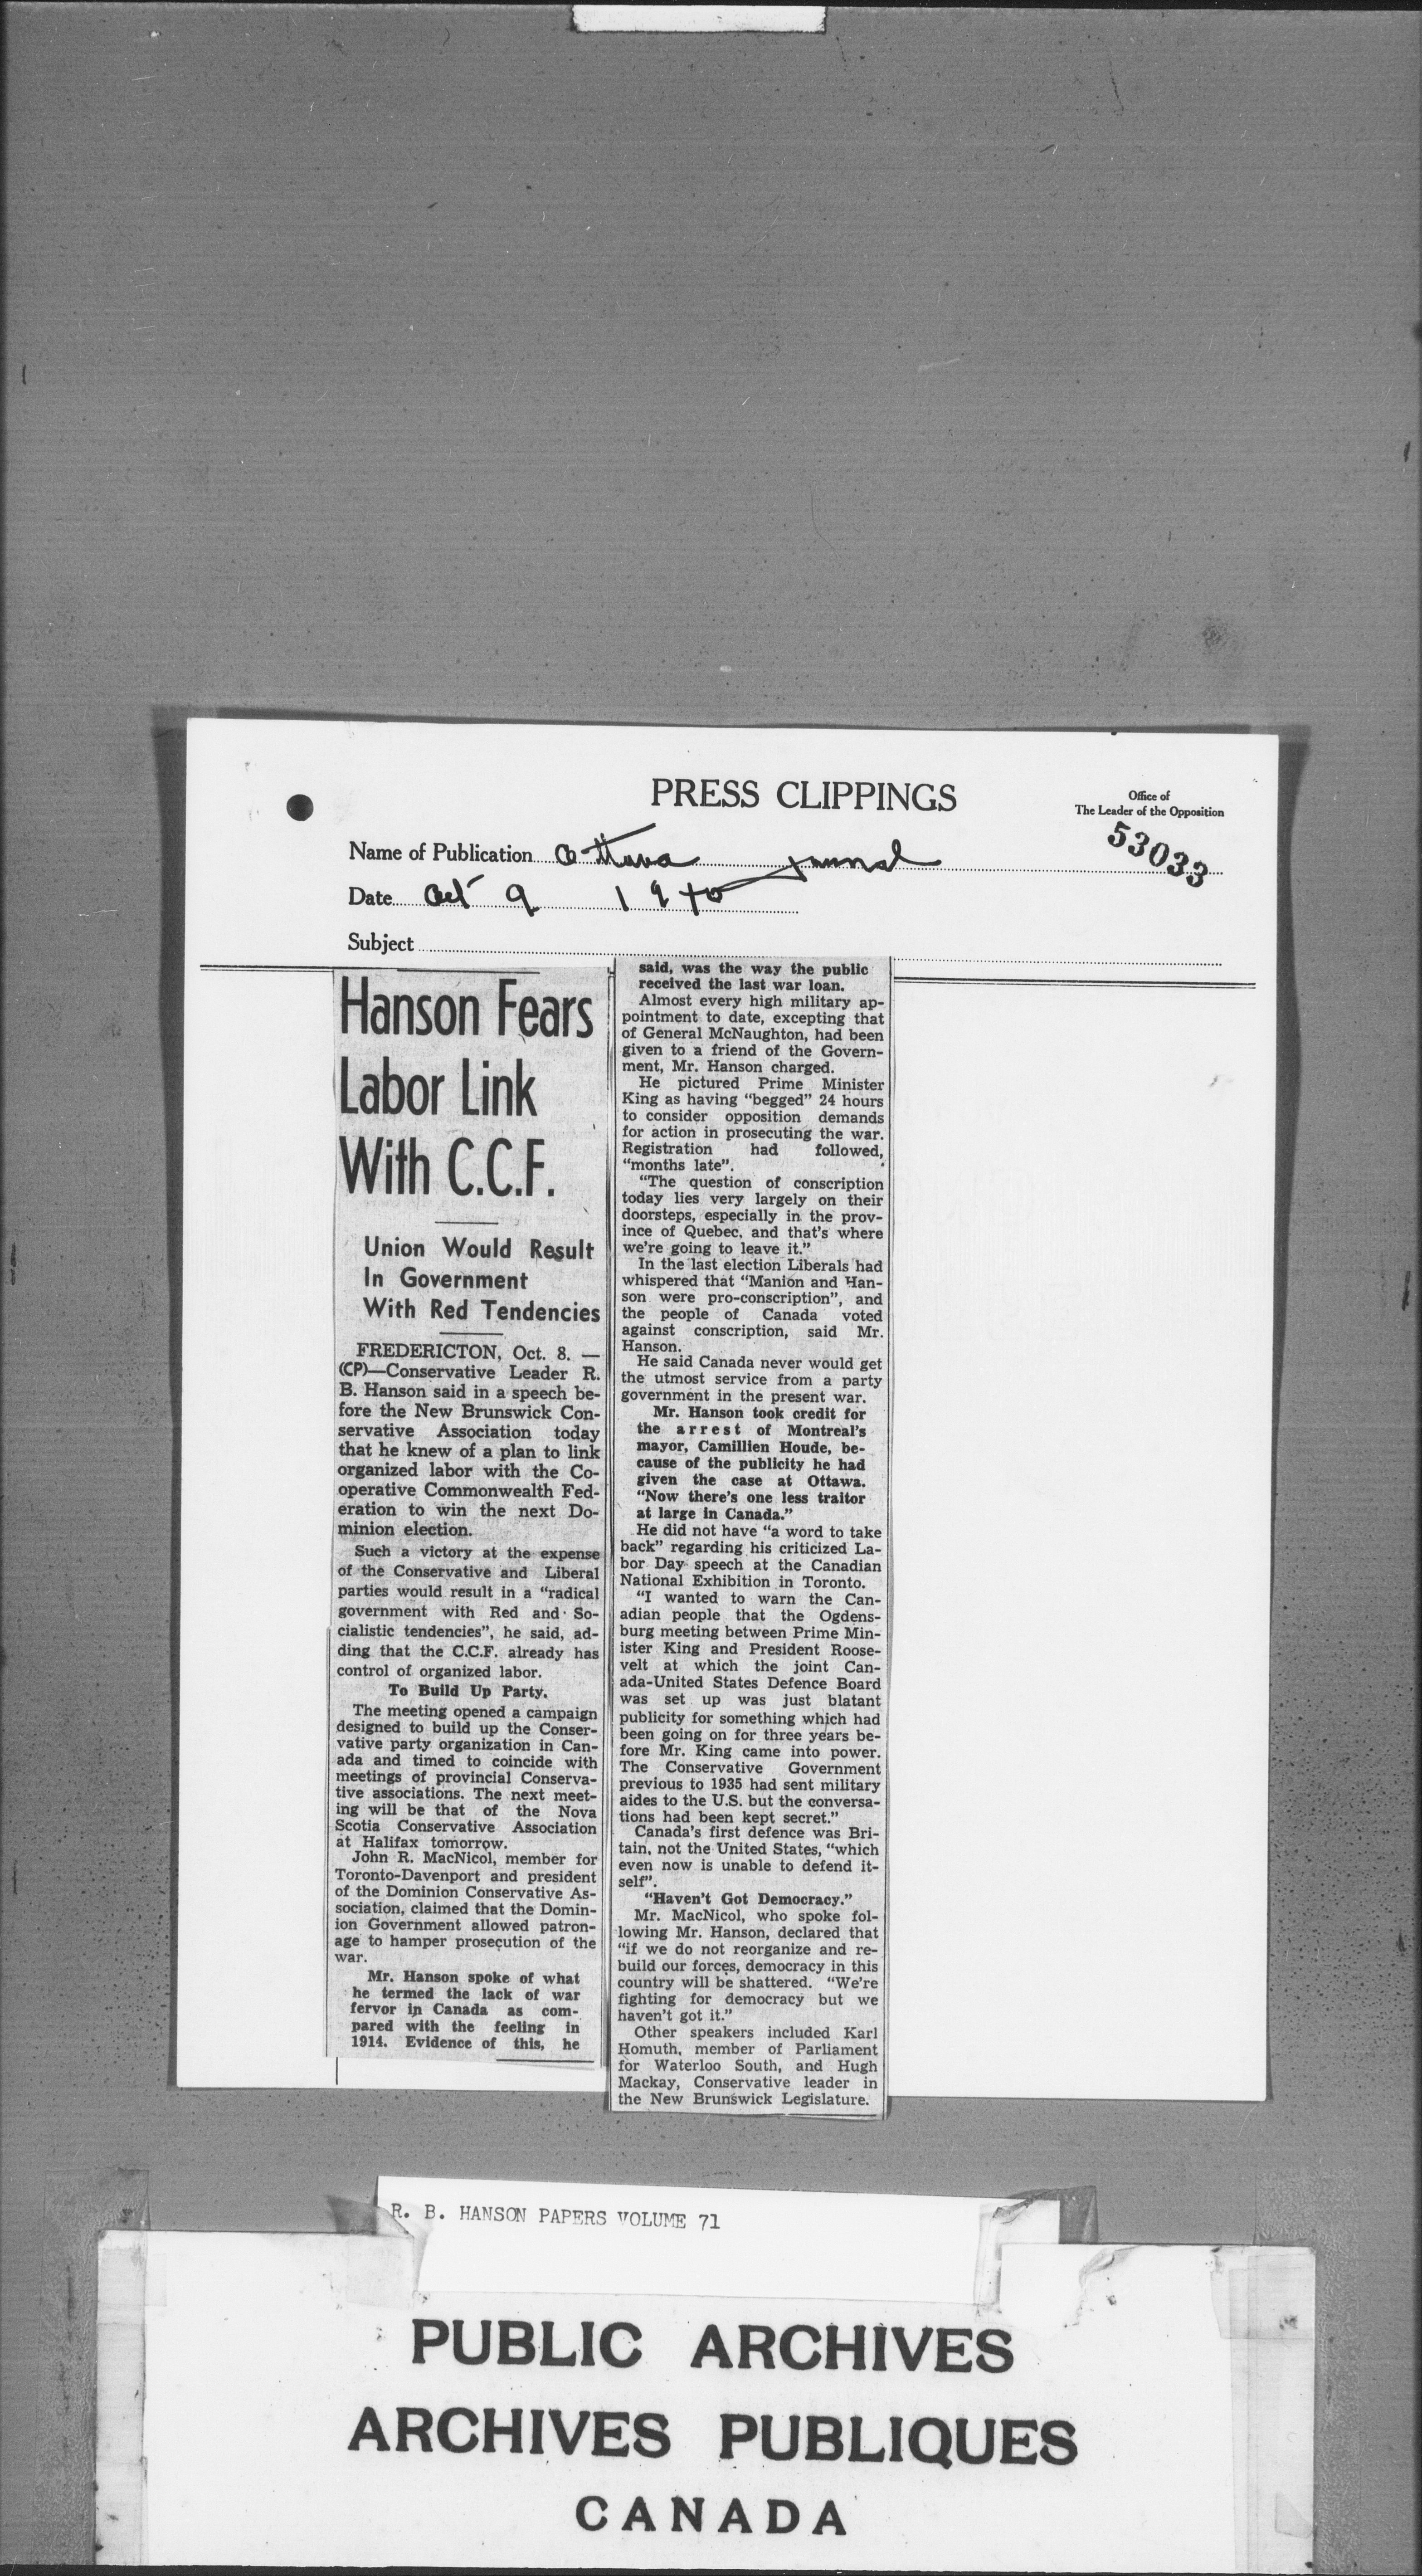 PRESS CLIPPINGS
Office of
The Leader of the Opposition
53033
Name of Publication Ottawa Journal
Date Oct 9 1940
Subject
Hanson Fears
Labor Link
With C.C.F.
Union Would Result
In Government
With Red Tendencies
FREDERICTON, Oct. 8. —
(CP)—Conservative Leader R.
B. Hanson said in a speech be-
fore the New Brunswick Con-
servative Association today
that he knew of a plan to link
organized labor with the Co-
operative Commonwealth Fed-
eration to win the next Do-
minion election.
Such a victory at the expense
of the Conservative and Liberal
parties would result in a "radical
government with Red and So-
cialistic tendencies", he said, ad-
ding that the C.C.F. already has
control of organized labor.
To Build Up Party.
The meeting opened a campaign
designed to build up the Conser-
vative party organization in Can-
ada and timed to coincide with
meetings of provincial Conserva-
tive associations. The next meet-
ing will be that of the Nova
Scotia Conservative Association
at Halifax tomorrow.
John R. MacNicol, member for
Toronto-Davenport and president
of the Dominion Conservative As-
sociation, claimed that the Domin-
ion Government allowed patron-
age to hamper prosecution of the
war.
Mr. Hanson spoke of what
he termed the lack of war
fervor in Canada as com-
pared with the feeling in
1914. Evidence of this, he
said, was the way the public
received the last war loan.
Almost every high military ap-
pointment to date, excepting that
of General McNaughton, had been
given to a friend of the Govern-
ment, Mr. Hanson charged.
He pictured Prime Minister
King as having "begged" 24 hours
to consider opposition demands
for action in prosecuting the war.
Registration had followed,
"months late".
"The question of conscription
today lies very largely on their
doorsteps, especially in the prov-
ince of Quebec, and that's where
we're going to leave it."
In the last election Liberals had
whispered that "Manion and Han-
son were pro-conscription", and
the people of Canada voted
against conscription, said Mr.
Hanson.
He said Canada never would get
the utmost service from a party
government in the present war.
Mr. Hanson took credit for
the arrest of Montreal's
mayor, Camillien Houde, be-
cause of the publicity he had
given the case at Ottawa.
"Now there's one less traitor
at large in Canada."
He did not have "a word to take
back" regarding his criticized La-
bor Day speech at the Canadian
National Exhibition in Toronto.
"I wanted to warn the Can-
adian people that the Ogdens-
burg meeting between Prime Min-
ister King and President Roose-
velt at which the joint Can-
ada-United States Defence Board
was set up was just blatant
publicity for something which had
been going on for three years be-
fore Mr. King came into power.
The Conservative Government
previous to 1935 had sent military
aides to the U.S. but the conversa-
tions had been kept secret."
Canada's first defence was Bri-
tain, not the United States, "which
even now is unable to defend it-
self".
"Haven't Got Democracy."
Mr. MacNicol, who spoke fol-
lowing Mr. Hanson, declared that
"if we do not reorganize and re-
build our forces, democracy in this
country will be shattered. "We're
fighting for democracy but we
haven't got it."
Other speakers included Karl
Homuth, member of Parliament
for Waterloo South, and Hugh
Mackay, Conservative leader in
the New Brunswick Legislature.
R. B. HANSON PAPERS VOLUME 71
PUBLIC ARCHIVES
ARCHIVES PUBLIQUES
CANADA